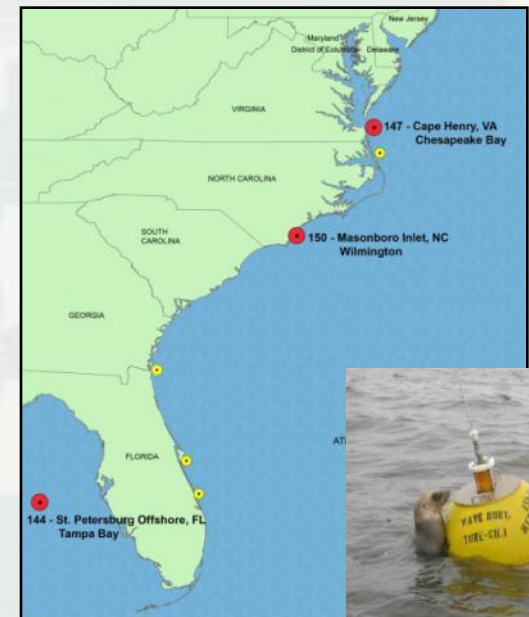 New Jersey
Maryland
District of Columbia
Delaware
VIRGINIA
147 - Cape Henry, VA
Chesapeake Bay
NORTH CAROLINA
SOUTH
CAROLINA
150 - Masonboro Inlet, NC
Wilmington
GEORGIA
FLORIDA
144 - St. Petersburg Offshore, FL
Tampa Bay
WAVE BUOY,